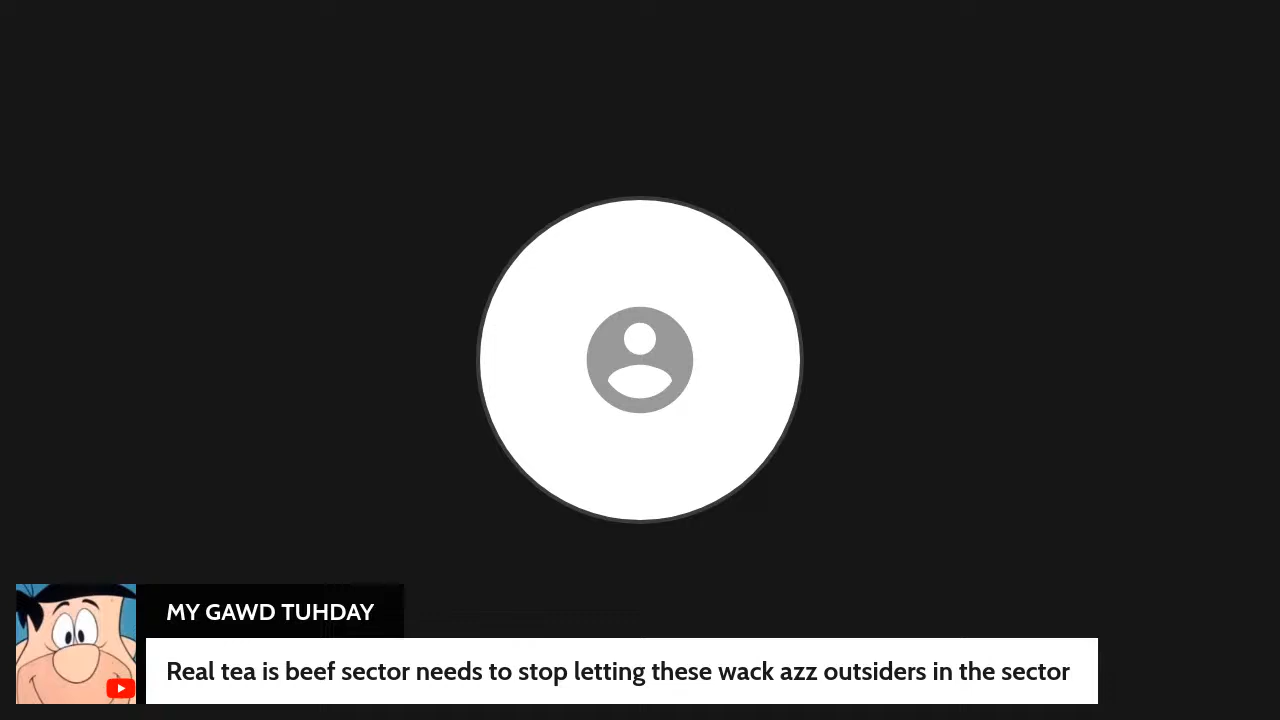 MY GAWD TUHDAY
Real tea is beef sector needs to stop letting these wack azz outsiders in the sector